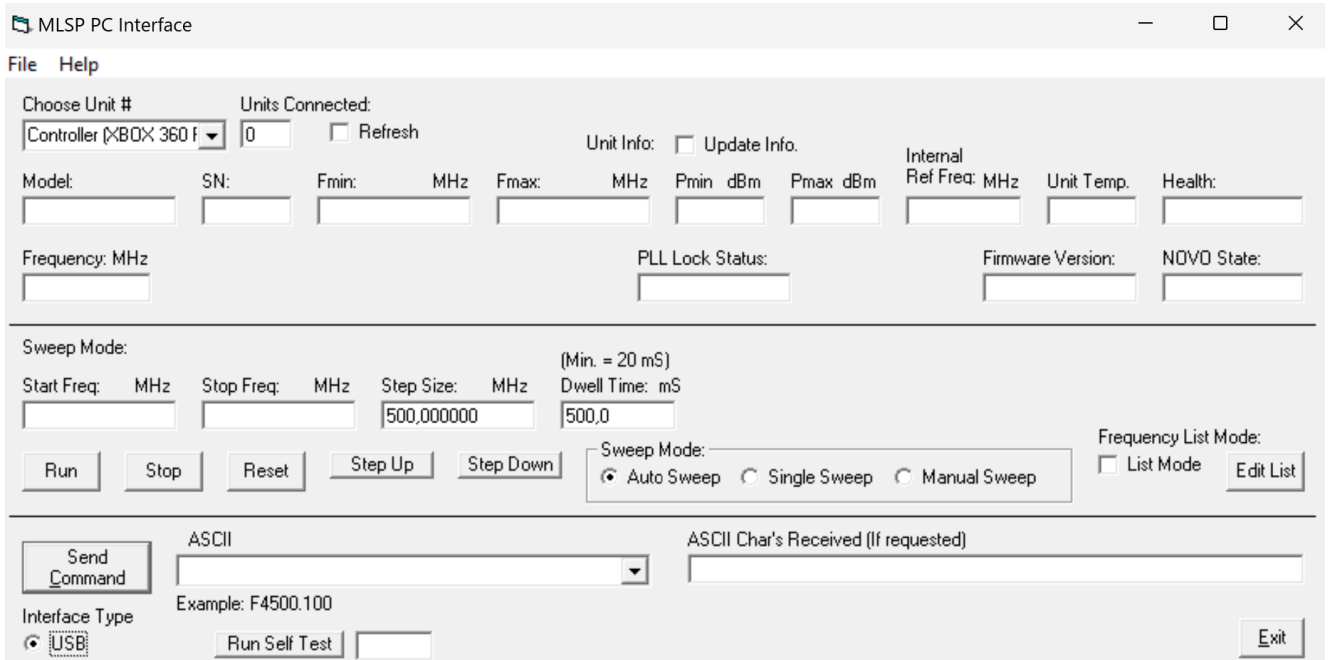 MLSP PC Interface
File Help
Choose Unit # Units Connected:
Controller (XBOX 360 F 0 Refresh
Unit Info: Update Info.
Internal
Model: SN: Fmin: MHz Fmax: MHz Pmin dBm Pmax dBm Ref Freq: MHz Unit Temp. Health:
Frequency: MHz PLL Lock Status: Firmware Version: NOVO State:
Sweep Mode:
(Min. = 20 mS)
Start Freq: MHz Stop Freq: MHz Step Size: MHz Dwell Time: mS
500,000000 500,0
Run Stop Reset Step Up Step Down
Sweep Mode:
Auto Sweep Single Sweep Manual Sweep
Frequency List Mode:
List Mode Edit List
Send Command
ASCII ASCII Char's Received (If requested)
Example: F4500.100
Interface Type
USB Run Self Test Exit